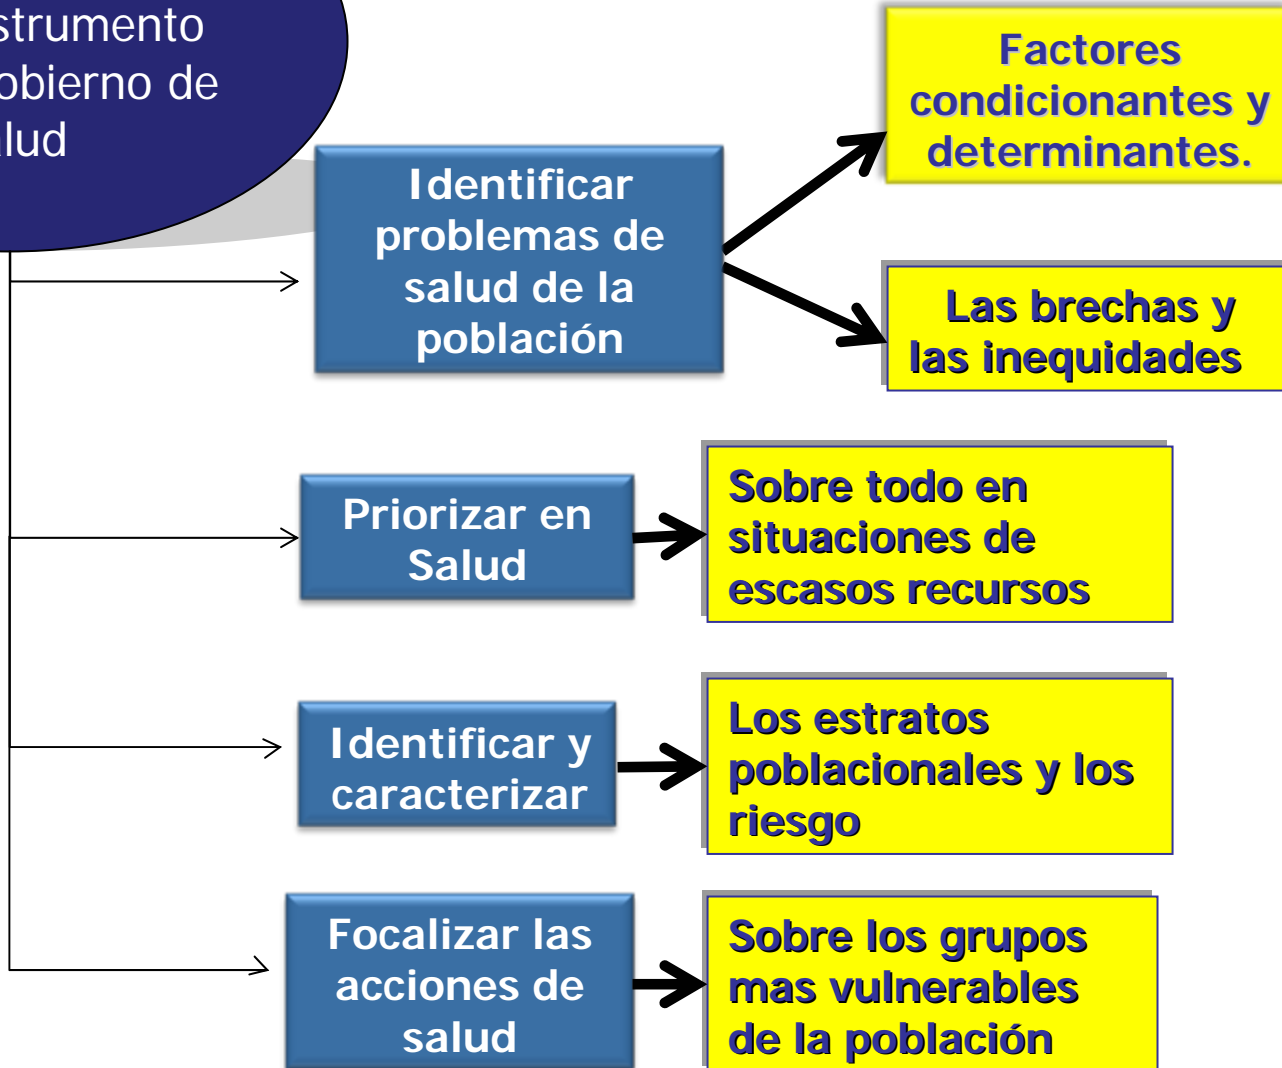 strumento
obierno de
alud
Identificar
problemas de
salud de la
población
Factores
condicionantes y
determinantes.
Las brechas y
las inequidades
Priorizar en
Salud
Sobre todo en
situaciones de
escasos recursos
Identificar y
caracterizar
Los estratos
poblacionales y los
riesgo
Focalizar las
acciones de
salud
Sobre los grupos
mas vulnerables
de la población